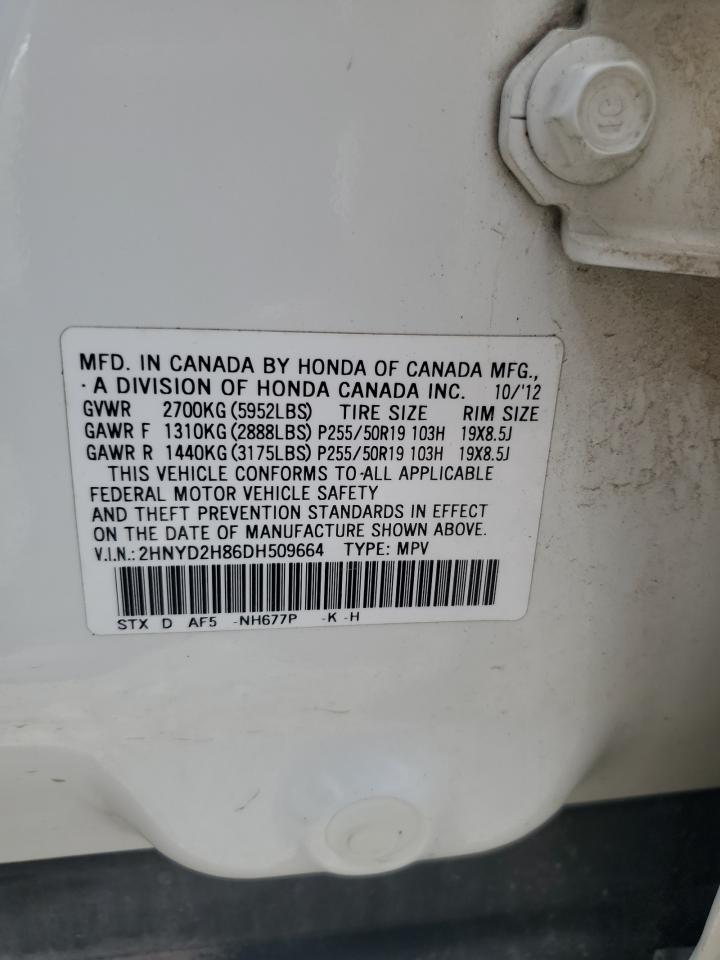 MFD. IN CANADA BY HONDA OF CANADA MFG.,
A DIVISION OF HONDA CANADA INC. 10/'12
GVWR 2700KG (5952LBS) TIRE SIZE RIM SIZE
GAWR F 1310KG (2888LBS) P255/50R19 103H 19X8.5J
GAWR R 1440KG (3175LBS) P255/50R19 103H 19X8.5J
THIS VEHICLE CONFORMS TO ALL APPLICABLE
FEDERAL MOTOR VEHICLE SAFETY
AND THEFT PREVENTION STANDARDS IN EFFECT
ON THE DATE OF MANUFACTURE SHOWN ABOVE.
V.I.N.: 2HNYD2H86DH509664 TYPE: MPV
STX D AF5 -NH677P -K -H